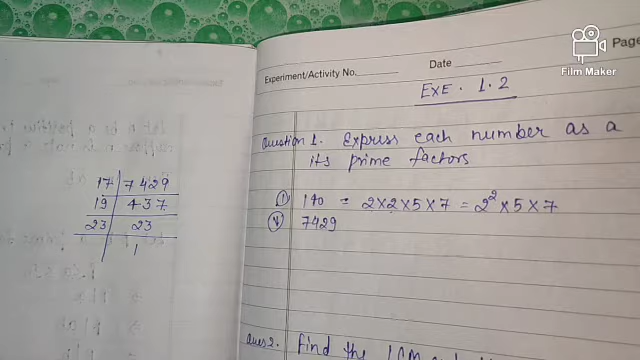 17 | 7429
19 | 437
23 | 23
1
Experiment/Activity No.
Date
Page
Film Maker
EXE. 1.2
Question 1. Express each number as a
its prime factors
(i) 140 = 2×2×5×7 = 2² × 5 × 7
(v) 7429
Ques 2. Find the LCM